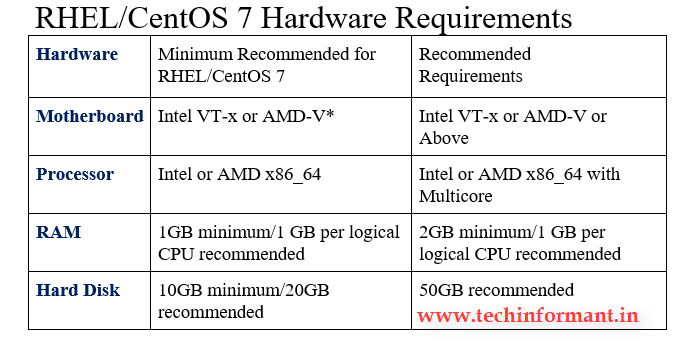 RHEL/CentOS 7 Hardware Requirements
Hardware
Minimum Recommended for
RHEL/CentOS 7
Recommended
Requirements
Motherboard
Intel VT-x or AMD-V*
Intel VT-x or AMD-V or
Above
Processor
Intel or AMD x86_64
Intel or AMD x86_64 with
Multicore
RAM
1GB minimum/1 GB per logical
CPU recommended
2GB minimum/1 GB per
logical CPU recommended
Hard Disk
10GB minimum/20GB
recommended
50GB recommended
www.techinformant.in